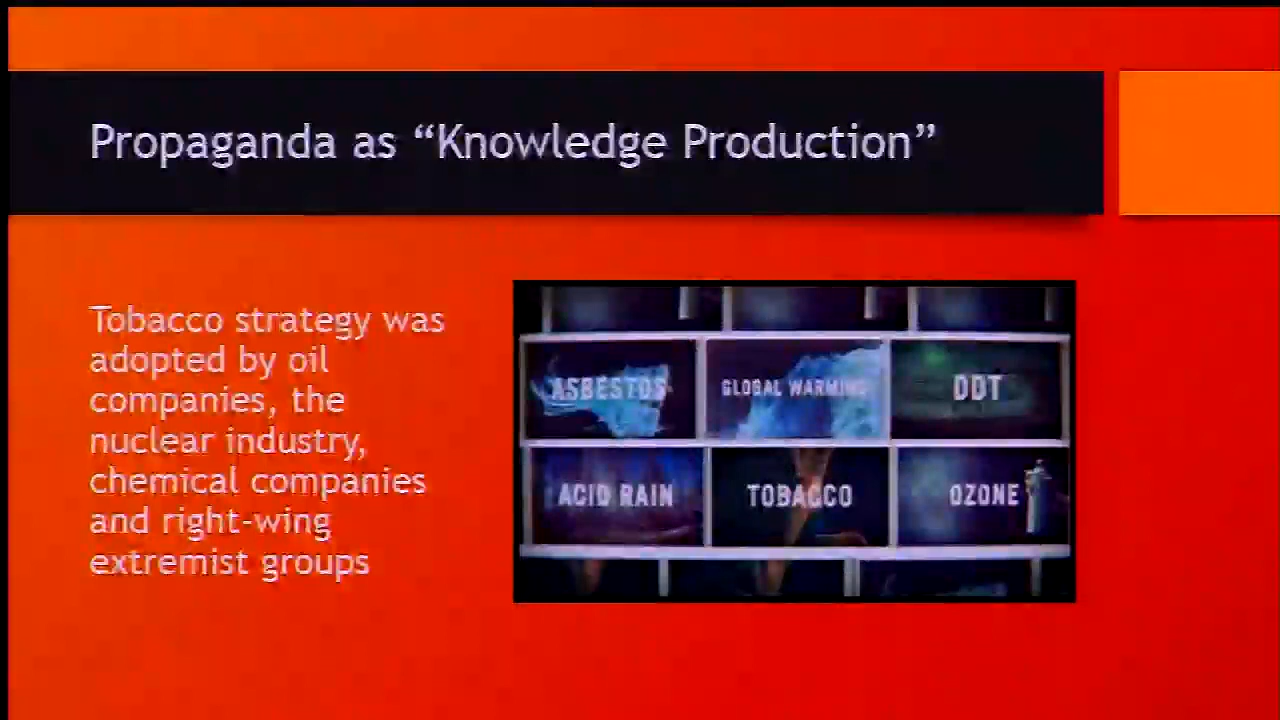 Propaganda as “Knowledge Production”
Tobacco strategy was
adopted by oil
companies, the
nuclear industry,
chemical companies
and right-wing
extremist groups
ASBESTOS
GLOBAL WARMING
DDT
ACID RAIN
TOBACCO
OZONE